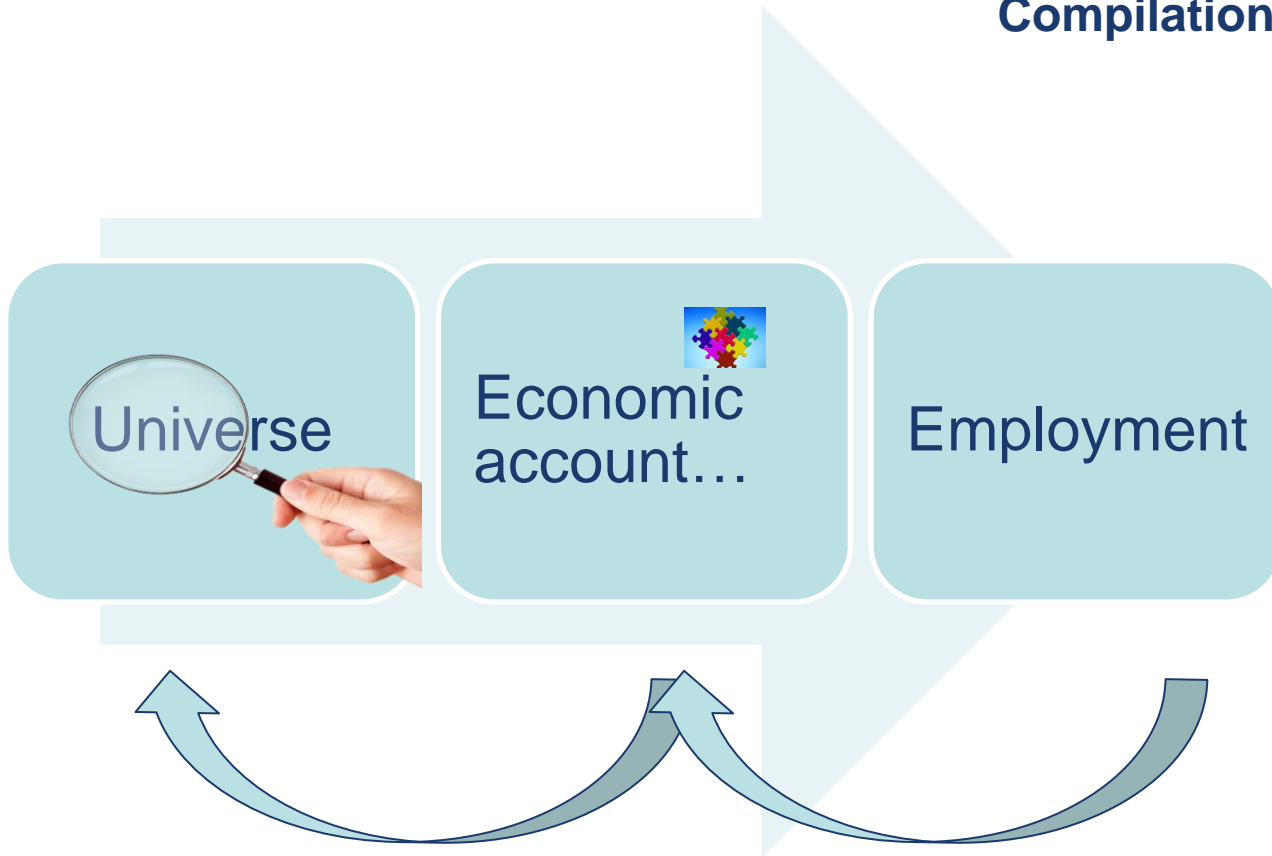 Compilation
Universe
Economic
account…
Employment